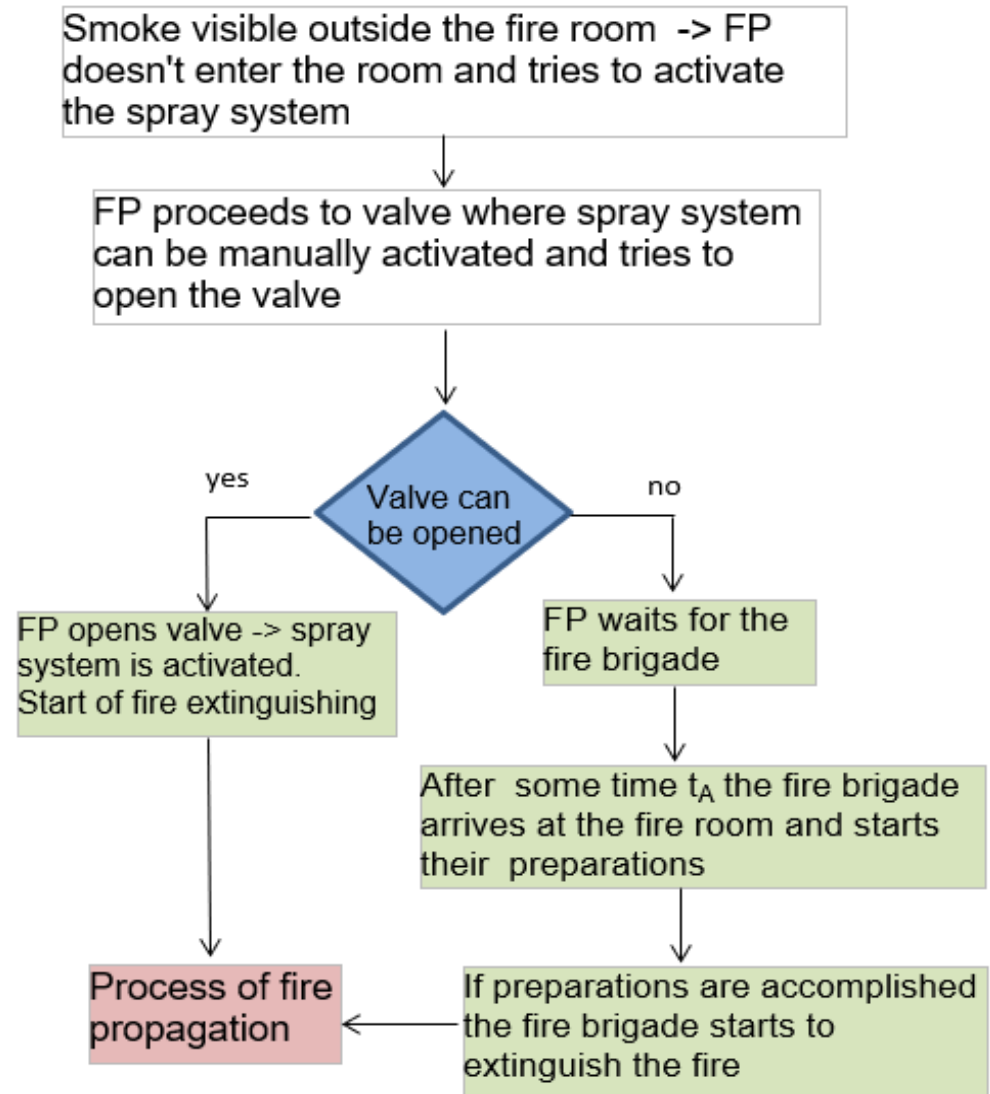 Smoke visible outside the fire room -> FP
doesn't enter the room and tries to activate
the spray system
FP proceeds to valve where spray system
can be manually activated and tries to
open the valve
yes
no
Valve can
be opened
FP opens valve -> spray
system is activated.
Start of fire extinguishing
FP waits for the
fire brigade
After some time tA the fire brigade
arrives at the fire room and starts
their preparations
Process of fire
propagation
If preparations are accomplished
the fire brigade starts to
extinguish the fire